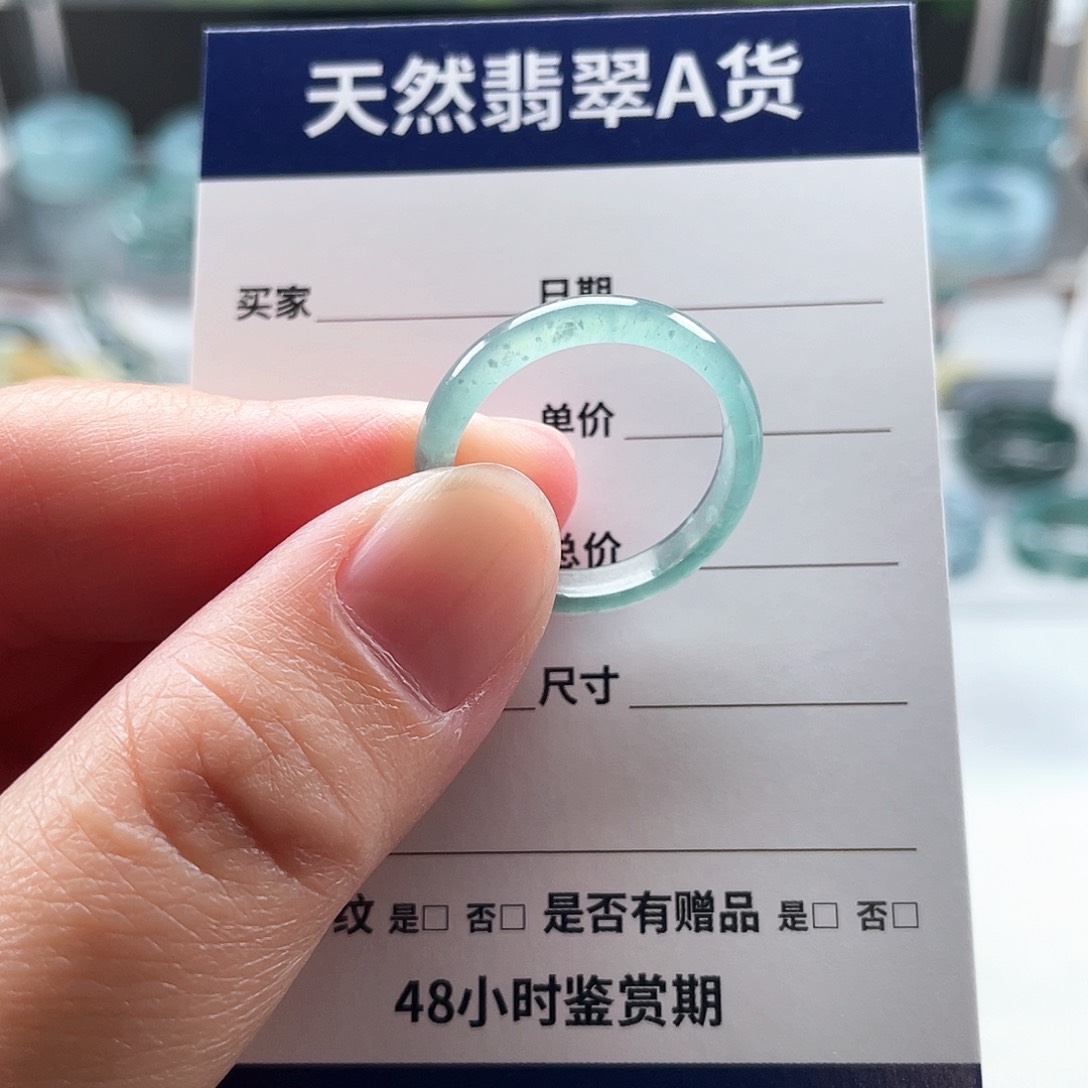 天然翡翠A货
买家 日期
单价
总价
尺寸
纹 是□ 否□ 是否有赠品 是□ 否□
48小时鉴赏期